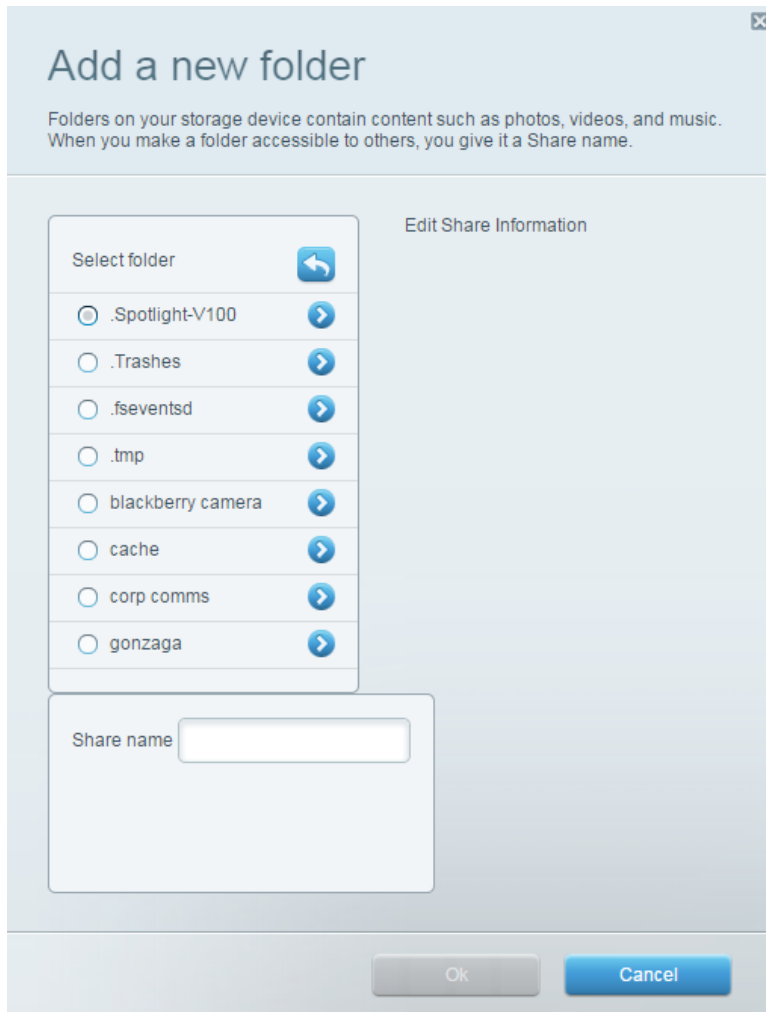 Add a new folder
Folders on your storage device contain content such as photos, videos, and music.
When you make a folder accessible to others, you give it a Share name.
Edit Share Information
Select folder
.Spotlight-V100
.Trashes
.fseventsd
.tmp
blackberry camera
cache
corp comms
gonzaga
Share name
Ok
Cancel